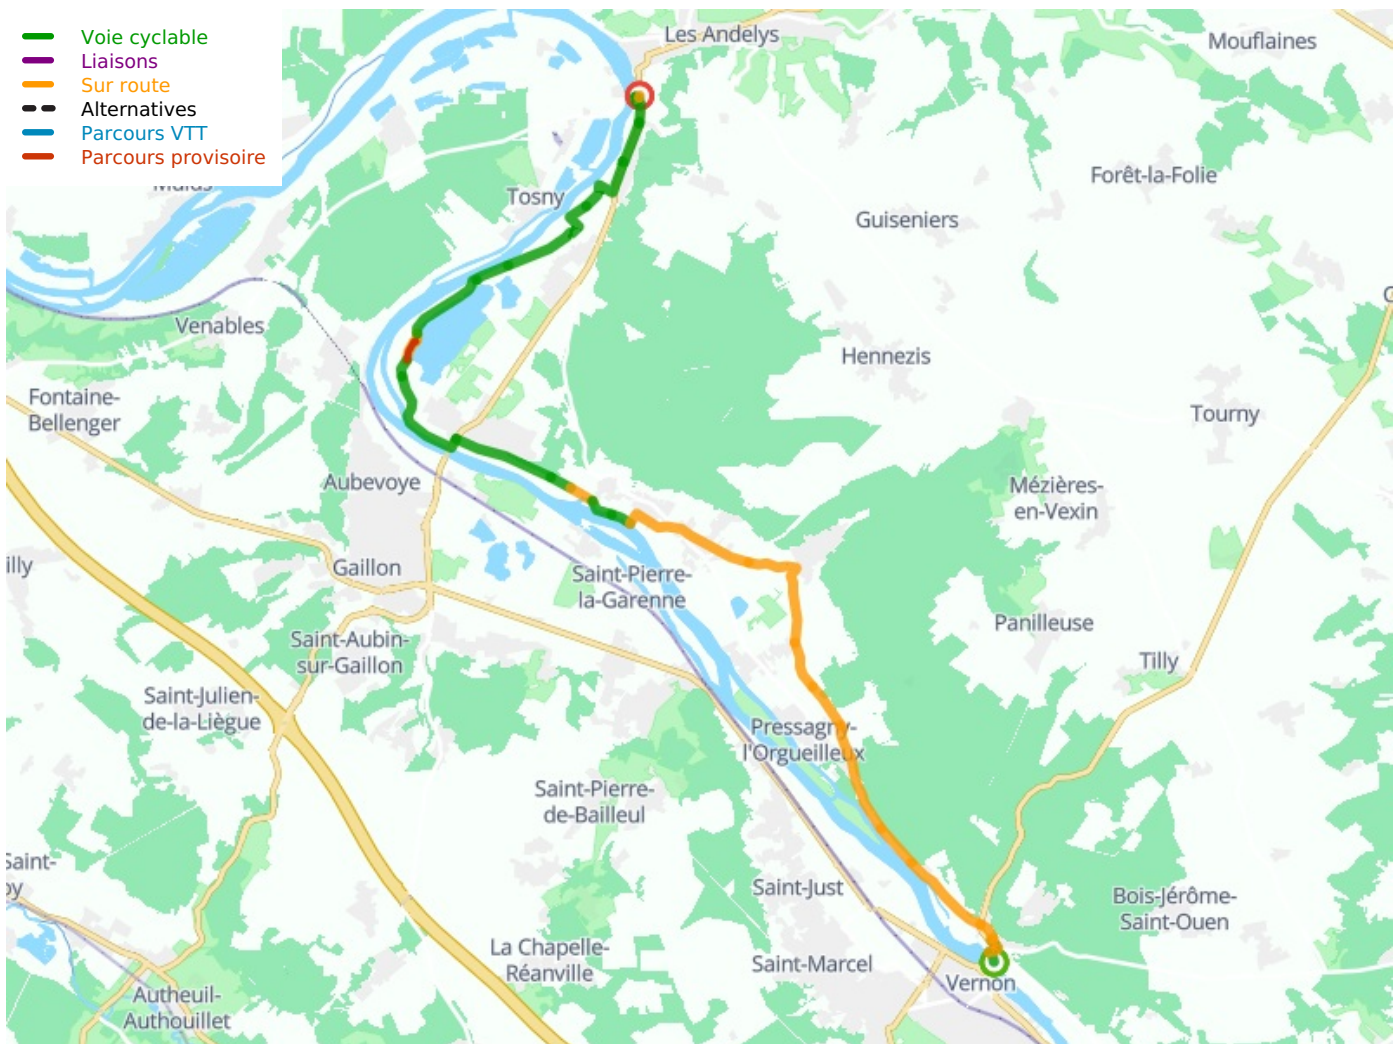 Voie cyclable
Liaisons
Sur route
Alternatives
Parcours VTT
Parcours provisoire
Les Andelys
Mouflaines
Forêt-la-Folie
Tosny
Guiseniers
Venables
Hennezis
Fontaine-
Bellenger
Tourny
Aubevoye
Mézières-
en-Vexin
illy
Gaillon
Saint-Pierre-
la-Garenne
Panilleuse
Saint-Aubin-
sur-Gaillon
Tilly
Saint-Julien-
de-la-Liègue
Pressagny-
l'Orgueilleux
Saint-Pierre-
de-Bailleul
Saint-
oy
Saint-Just
Bois-Jérôme-
Saint-Ouen
La Chapelle-
Réanville
Saint-Marcel
Vernon
Autheuil-
Authouillet